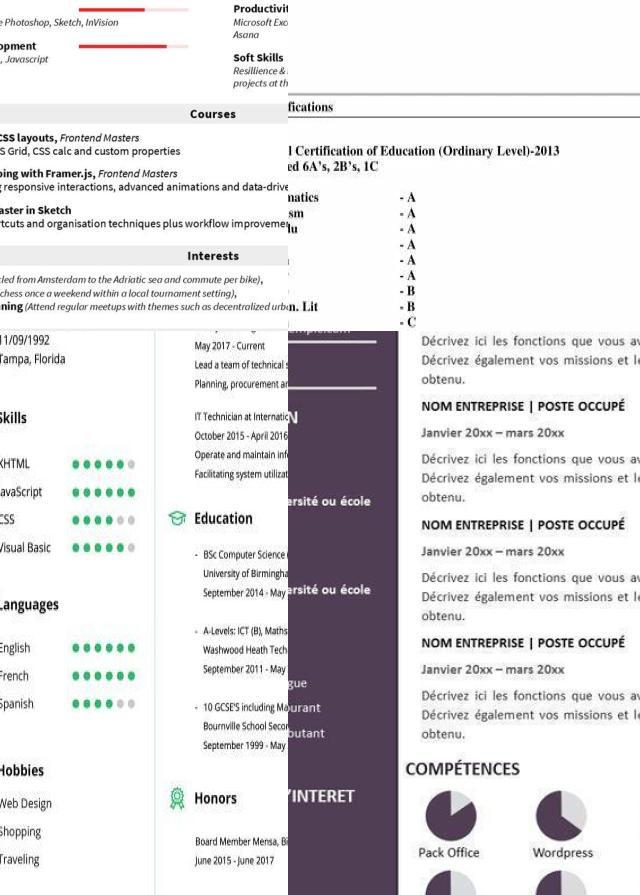 Productivit
e Photoshop, Sketch, InVision
Microsoft Exc
Asana
opment
, Javascript
Soft Skills
Resillience &
projects at th
Courses
CSS layouts, Frontend Masters
S Grid, CSS calc and custom properties
ping with Framer.js, Frontend Masters
g responsive interactions, advanced animations and data-drive
aster in Sketch
rtcuts and organisation techniques plus workflow improveme
Interests
cled from Amsterdam to the Adriatic sea and commute per bike),
chess once a weekend within a local tournament setting),
ning (Attend regular meetups with themes such as decentralized urb
fications
l Certification of Education (Ordinary Level)-2013
ed 6A's, 2B's, 1C
matics - A
sm - A
du - A
- A
- A
- A
- B
n. Lit - B
- C
11/09/1992
Tampa, Florida
Skills
XHTML
JavaScript
CSS
Visual Basic
Languages
English
French
Spanish
Hobbies
Web Design
Shopping
Traveling
May 2017 - Current
Lead a team of technical s
Planning, procurement an
IT Technician at Internatio
October 2015 - April 2016
Operate and maintain info
Facilitating system utilizat
Education
- BSc Computer Science
University of Birmingha
September 2014 - May
- A-Levels: ICT (B), Maths
Washwood Heath Tech
September 2011 - May
- 10 GCSE'S including Ma
Bournville School Secon
September 1999 - May
Honors
Board Member Mensa, Bi
June 2015 - June 2017
N
ersité ou école
ersité ou école
gue
ourant
butant
'INTERET
Décrivez ici les fonctions que vous av
Décrivez également vos missions et le
obtenu.
NOM ENTREPRISE | POSTE OCCUPÉ
Janvier 20xx – mars 20xx
Décrivez ici les fonctions que vous av
Décrivez également vos missions et le
obtenu.
NOM ENTREPRISE | POSTE OCCUPÉ
Janvier 20xx – mars 20xx
Décrivez ici les fonctions que vous av
Décrivez également vos missions et le
obtenu.
NOM ENTREPRISE | POSTE OCCUPÉ
Janvier 20xx – mars 20xx
Décrivez ici les fonctions que vous av
Décrivez également vos missions et le
obtenu.
COMPÉTENCES
Pack Office
Wordpress